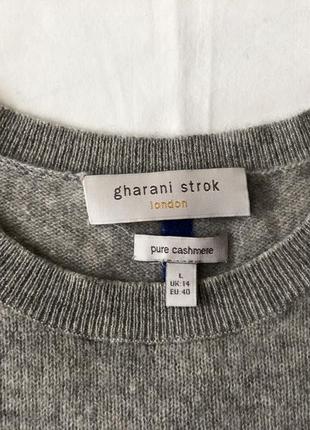 gharani strok
london
pure cashmere
L
UK:14
EU:40